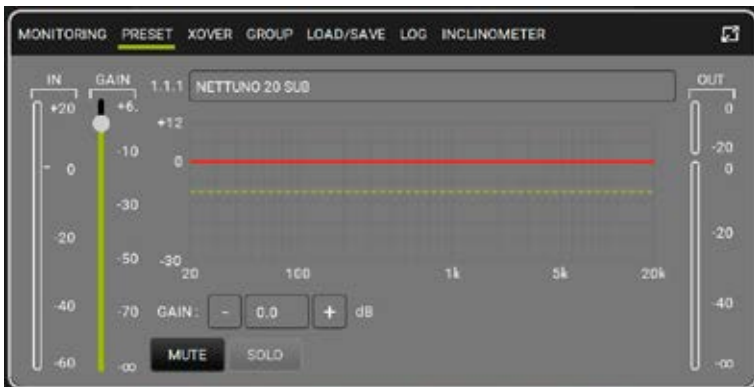 MONITORING PRESET XOVER GROUP LOAD/SAVE LOG INCLINOMETER
IN GAIN 1.1.1 NETTUNO 20 SUB OUT
+20 +6. +12 0
-10 -20
0 0 0
-30
-20 -20
-50 -30
20 100 1k 5k 20k
-40 -70 GAIN: - 0.0 + dB -40
MUTE SOLO
-60 -∞ -∞